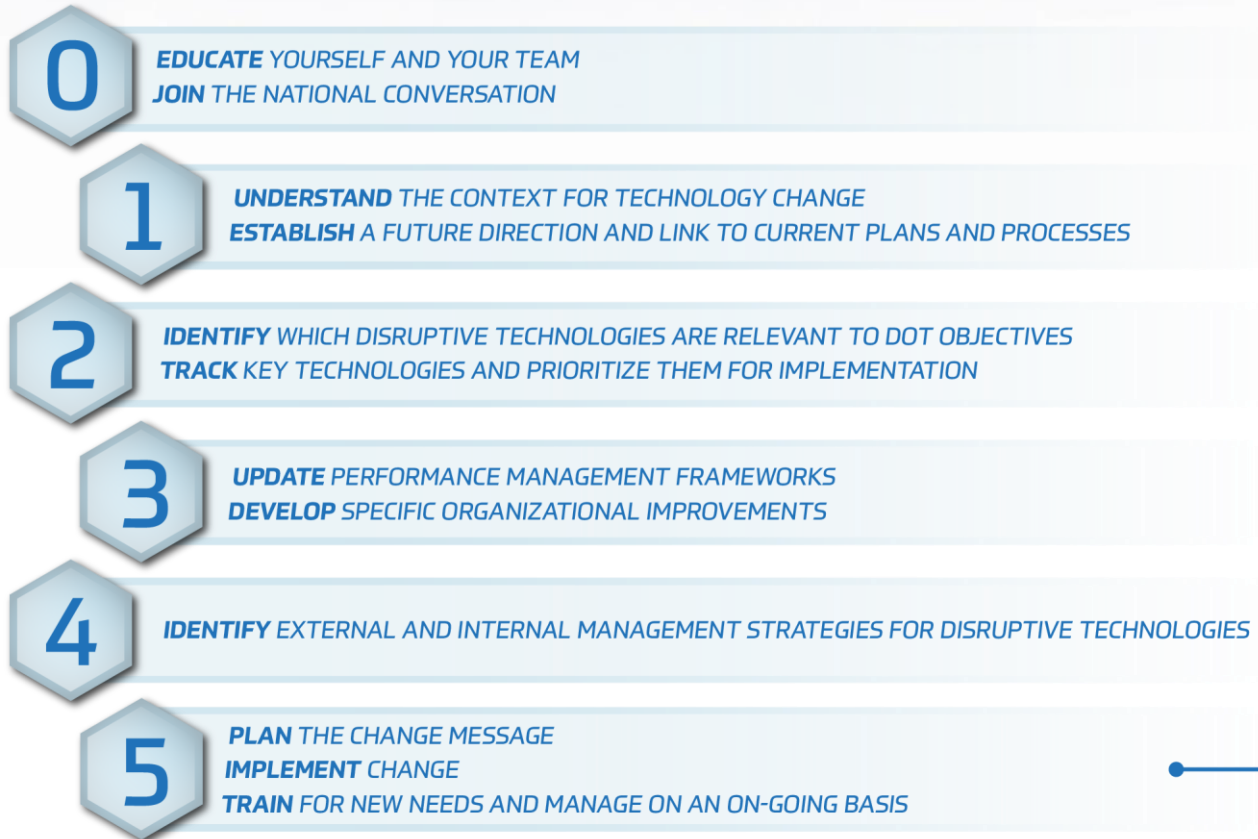 0
EDUCATE YOURSELF AND YOUR TEAM
JOIN THE NATIONAL CONVERSATION
1
UNDERSTAND THE CONTEXT FOR TECHNOLOGY CHANGE
ESTABLISH A FUTURE DIRECTION AND LINK TO CURRENT PLANS AND PROCESSES
2
IDENTIFY WHICH DISRUPTIVE TECHNOLOGIES ARE RELEVANT TO DOT OBJECTIVES
TRACK KEY TECHNOLOGIES AND PRIORITIZE THEM FOR IMPLEMENTATION
3
UPDATE PERFORMANCE MANAGEMENT FRAMEWORKS
DEVELOP SPECIFIC ORGANIZATIONAL IMPROVEMENTS
4
IDENTIFY EXTERNAL AND INTERNAL MANAGEMENT STRATEGIES FOR DISRUPTIVE TECHNOLOGIES
5
PLAN THE CHANGE MESSAGE
IMPLEMENT CHANGE
TRAIN FOR NEW NEEDS AND MANAGE ON AN ON-GOING BASIS